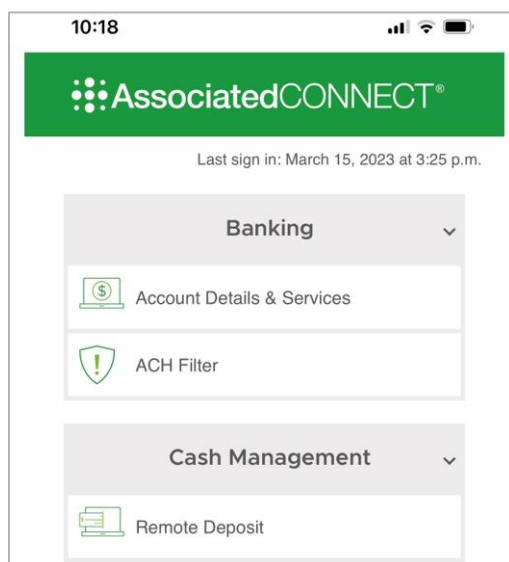 10:18
AssociatedCONNECT®
Last sign in: March 15, 2023 at 3:25 p.m.
Banking
$
Account Details & Services
!
ACH Filter
Cash Management
Remote Deposit